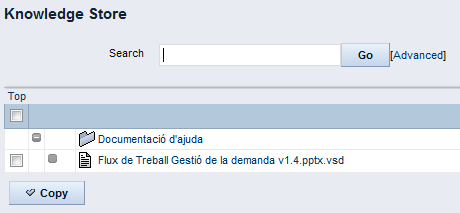 Knowledge Store
Search Go [Advanced]
Top
Documentació d'ajuda
Flux de Treball Gestió de la demanda v1.4.pptx.vsd
Copy